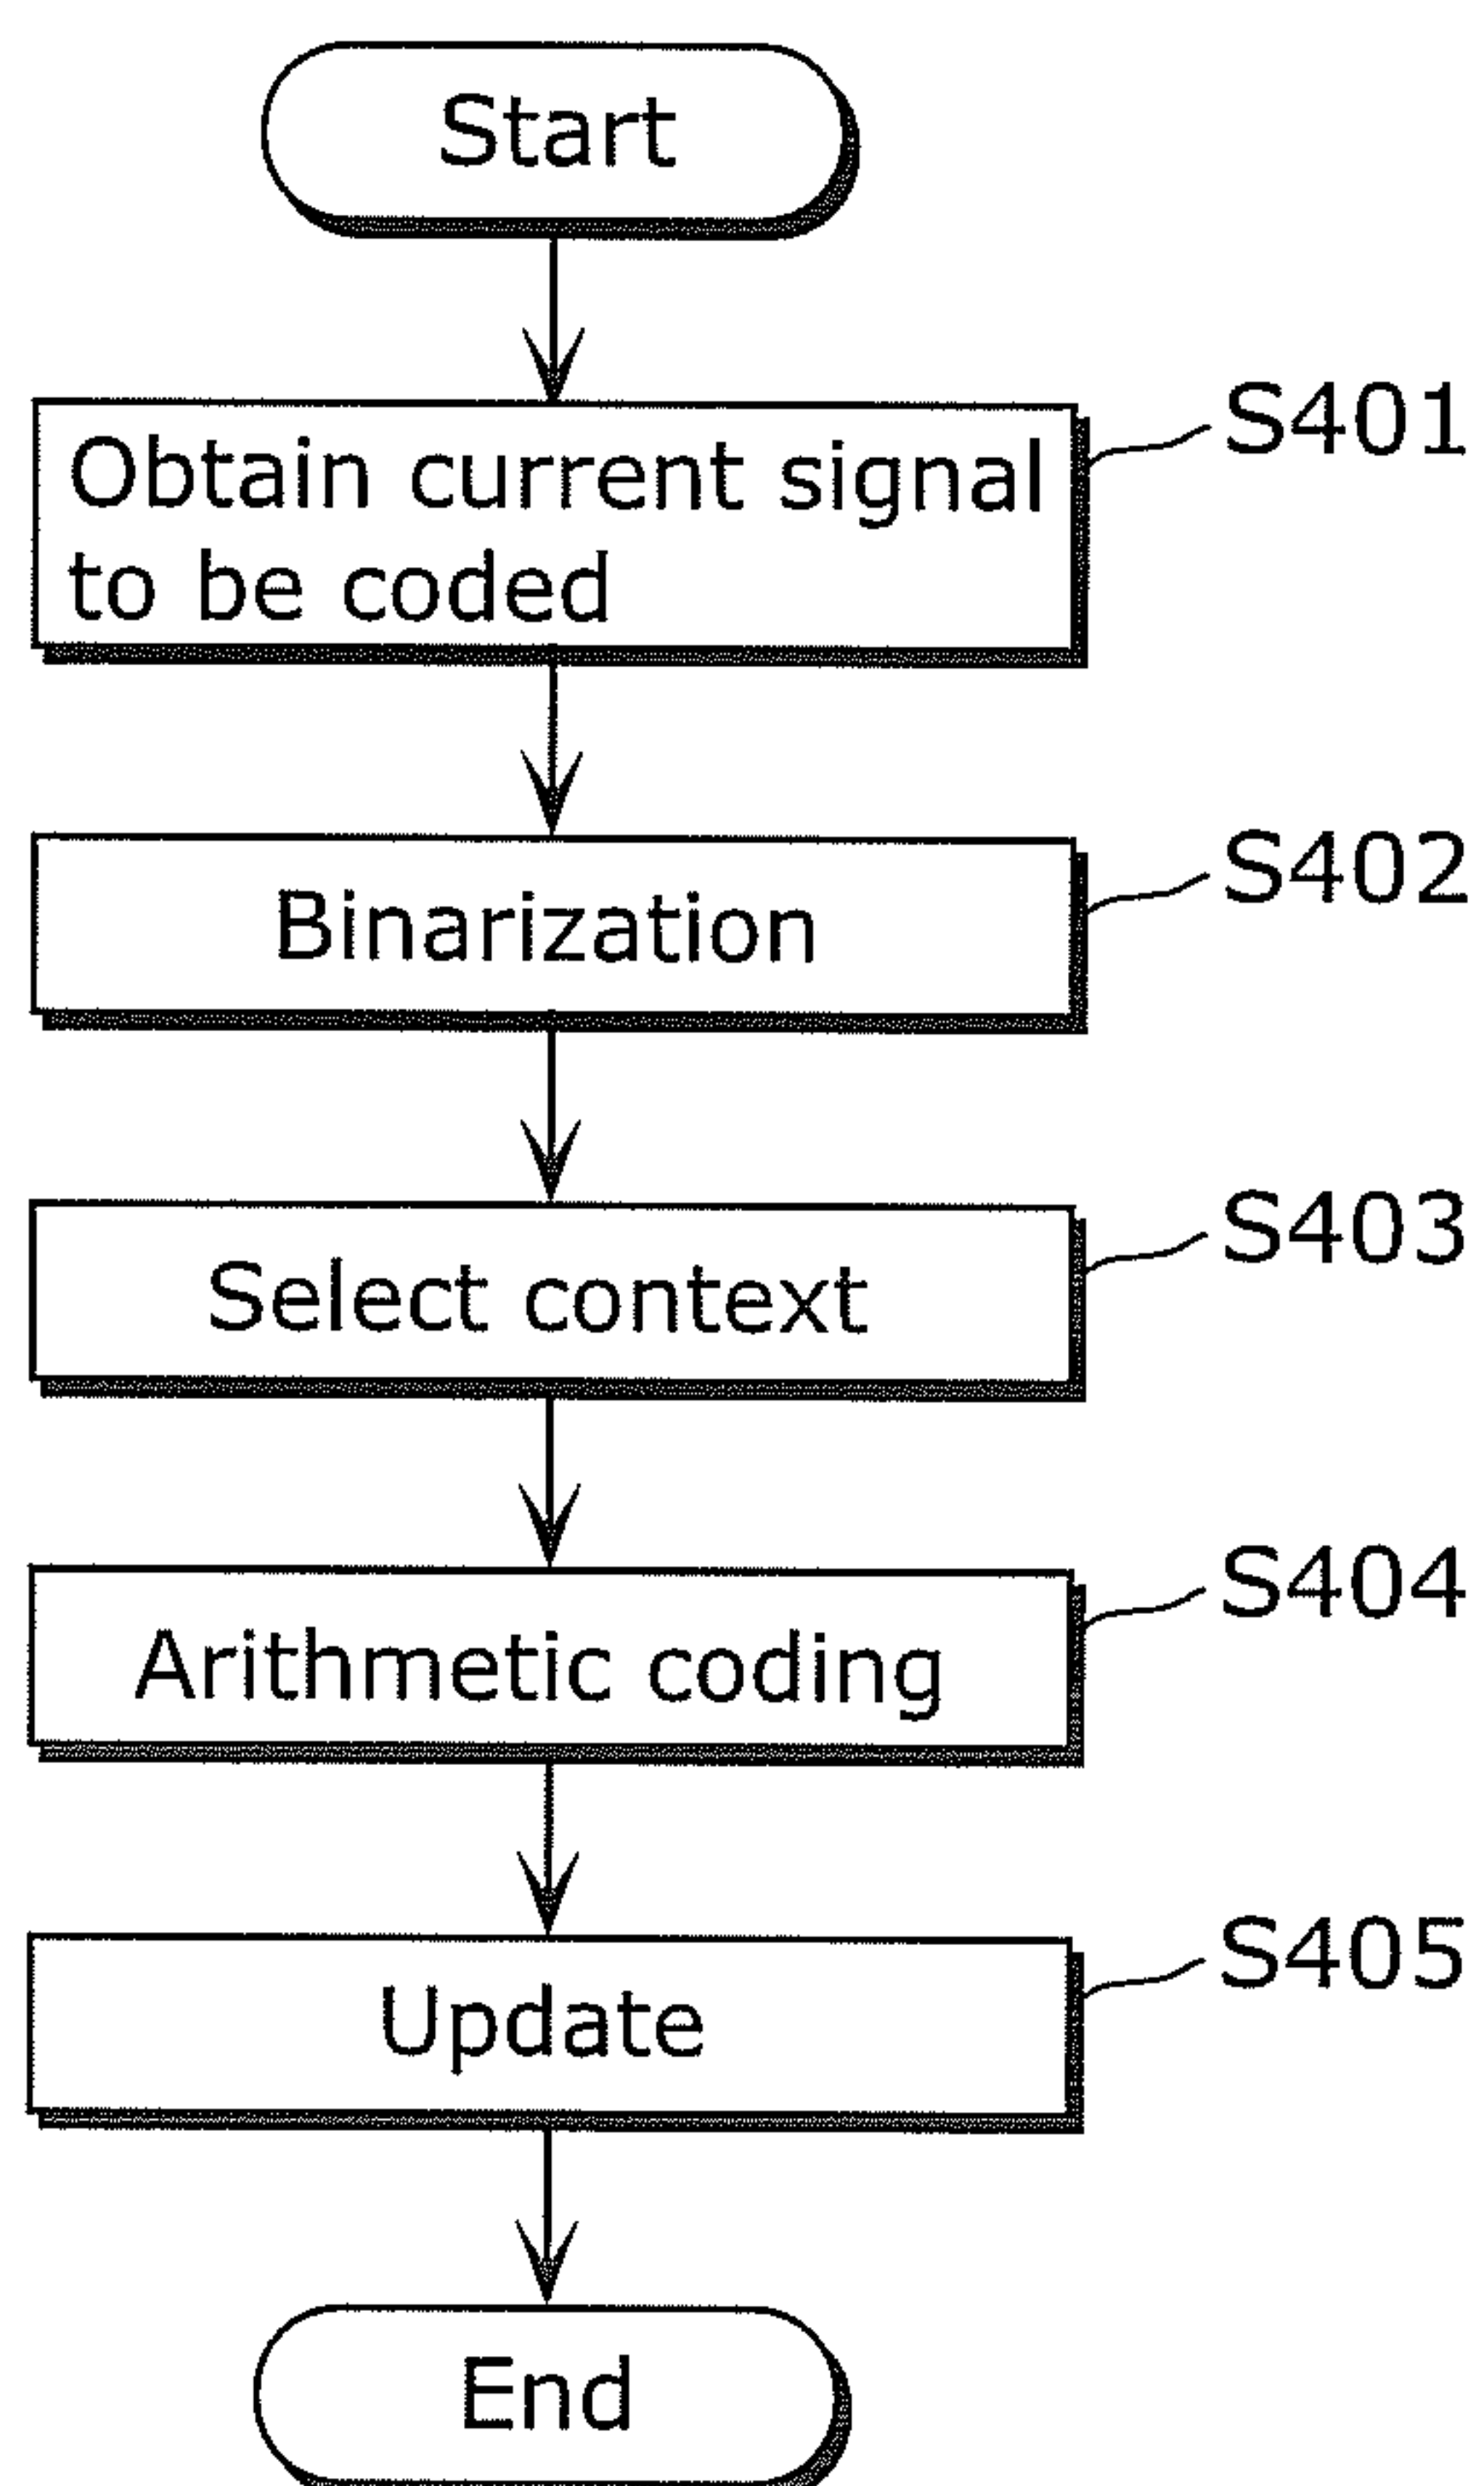 Start
Obtain current signal
to be coded
S401
Binarization
S402
Select context
S403
Arithmetic coding
S404
Update
S405
End